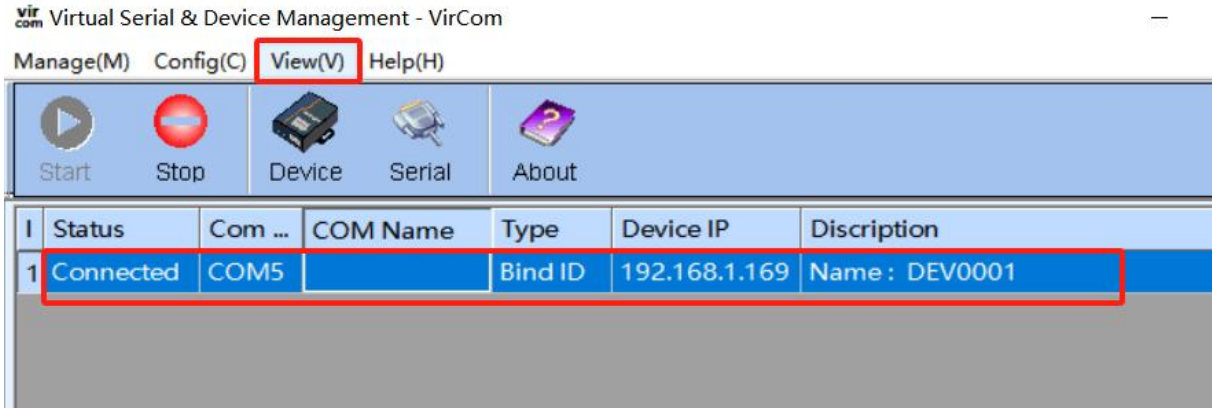 vir com Virtual Serial & Device Management - VirCom
Manage(M) Config(C) View(V) Help(H)
Start Stop Device Serial About
I Status Com ... COM Name Type Device IP Discription
1 Connected COM5 Bind ID 192.168.1.169 Name : DEV0001